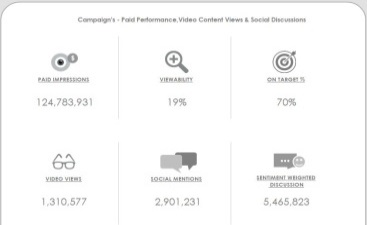 Campaign's - Paid Performance,Video Content Views & Social Discussions
$
PAID IMPRESSIONS
124,783,931
VIEWABILITY
19%
ON TARGET %
70%
VIDEO VIEWS
1,310,577
SOCIAL MENTIONS
2,901,231
SENTIMENT WEIGHTED
DISCUSSION
5,465,823